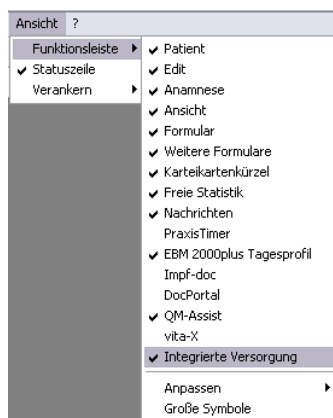 Ansicht ?
Funktionsleiste
Statuszeile
Verankern
Patient
Edit
Anamnese
Ansicht
Formular
Weitere Formulare
Karteikartenkürzel
Freie Statistik
Nachrichten
PraxisTimer
EBM 2000plus Tagesprofil
Impf-doc
DocPortal
QM-Assist
vita-X
Integrierte Versorgung
Anpassen
Große Symbole